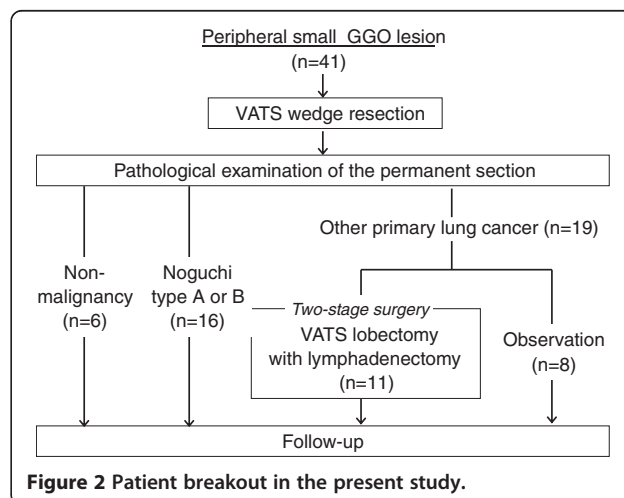 Peripheral small GGO lesion
(n=41)
VATS wedge resection
Pathological examination of the permanent section
Other primary lung cancer (n=19)
Non-
malignancy
(n=6)
Noguchi
type A or B
(n=16)
Two-stage surgery
VATS lobectomy
with lymphadenectomy
(n=11)
Observation
(n=8)
Follow-up
Figure 2 Patient breakout in the present study.